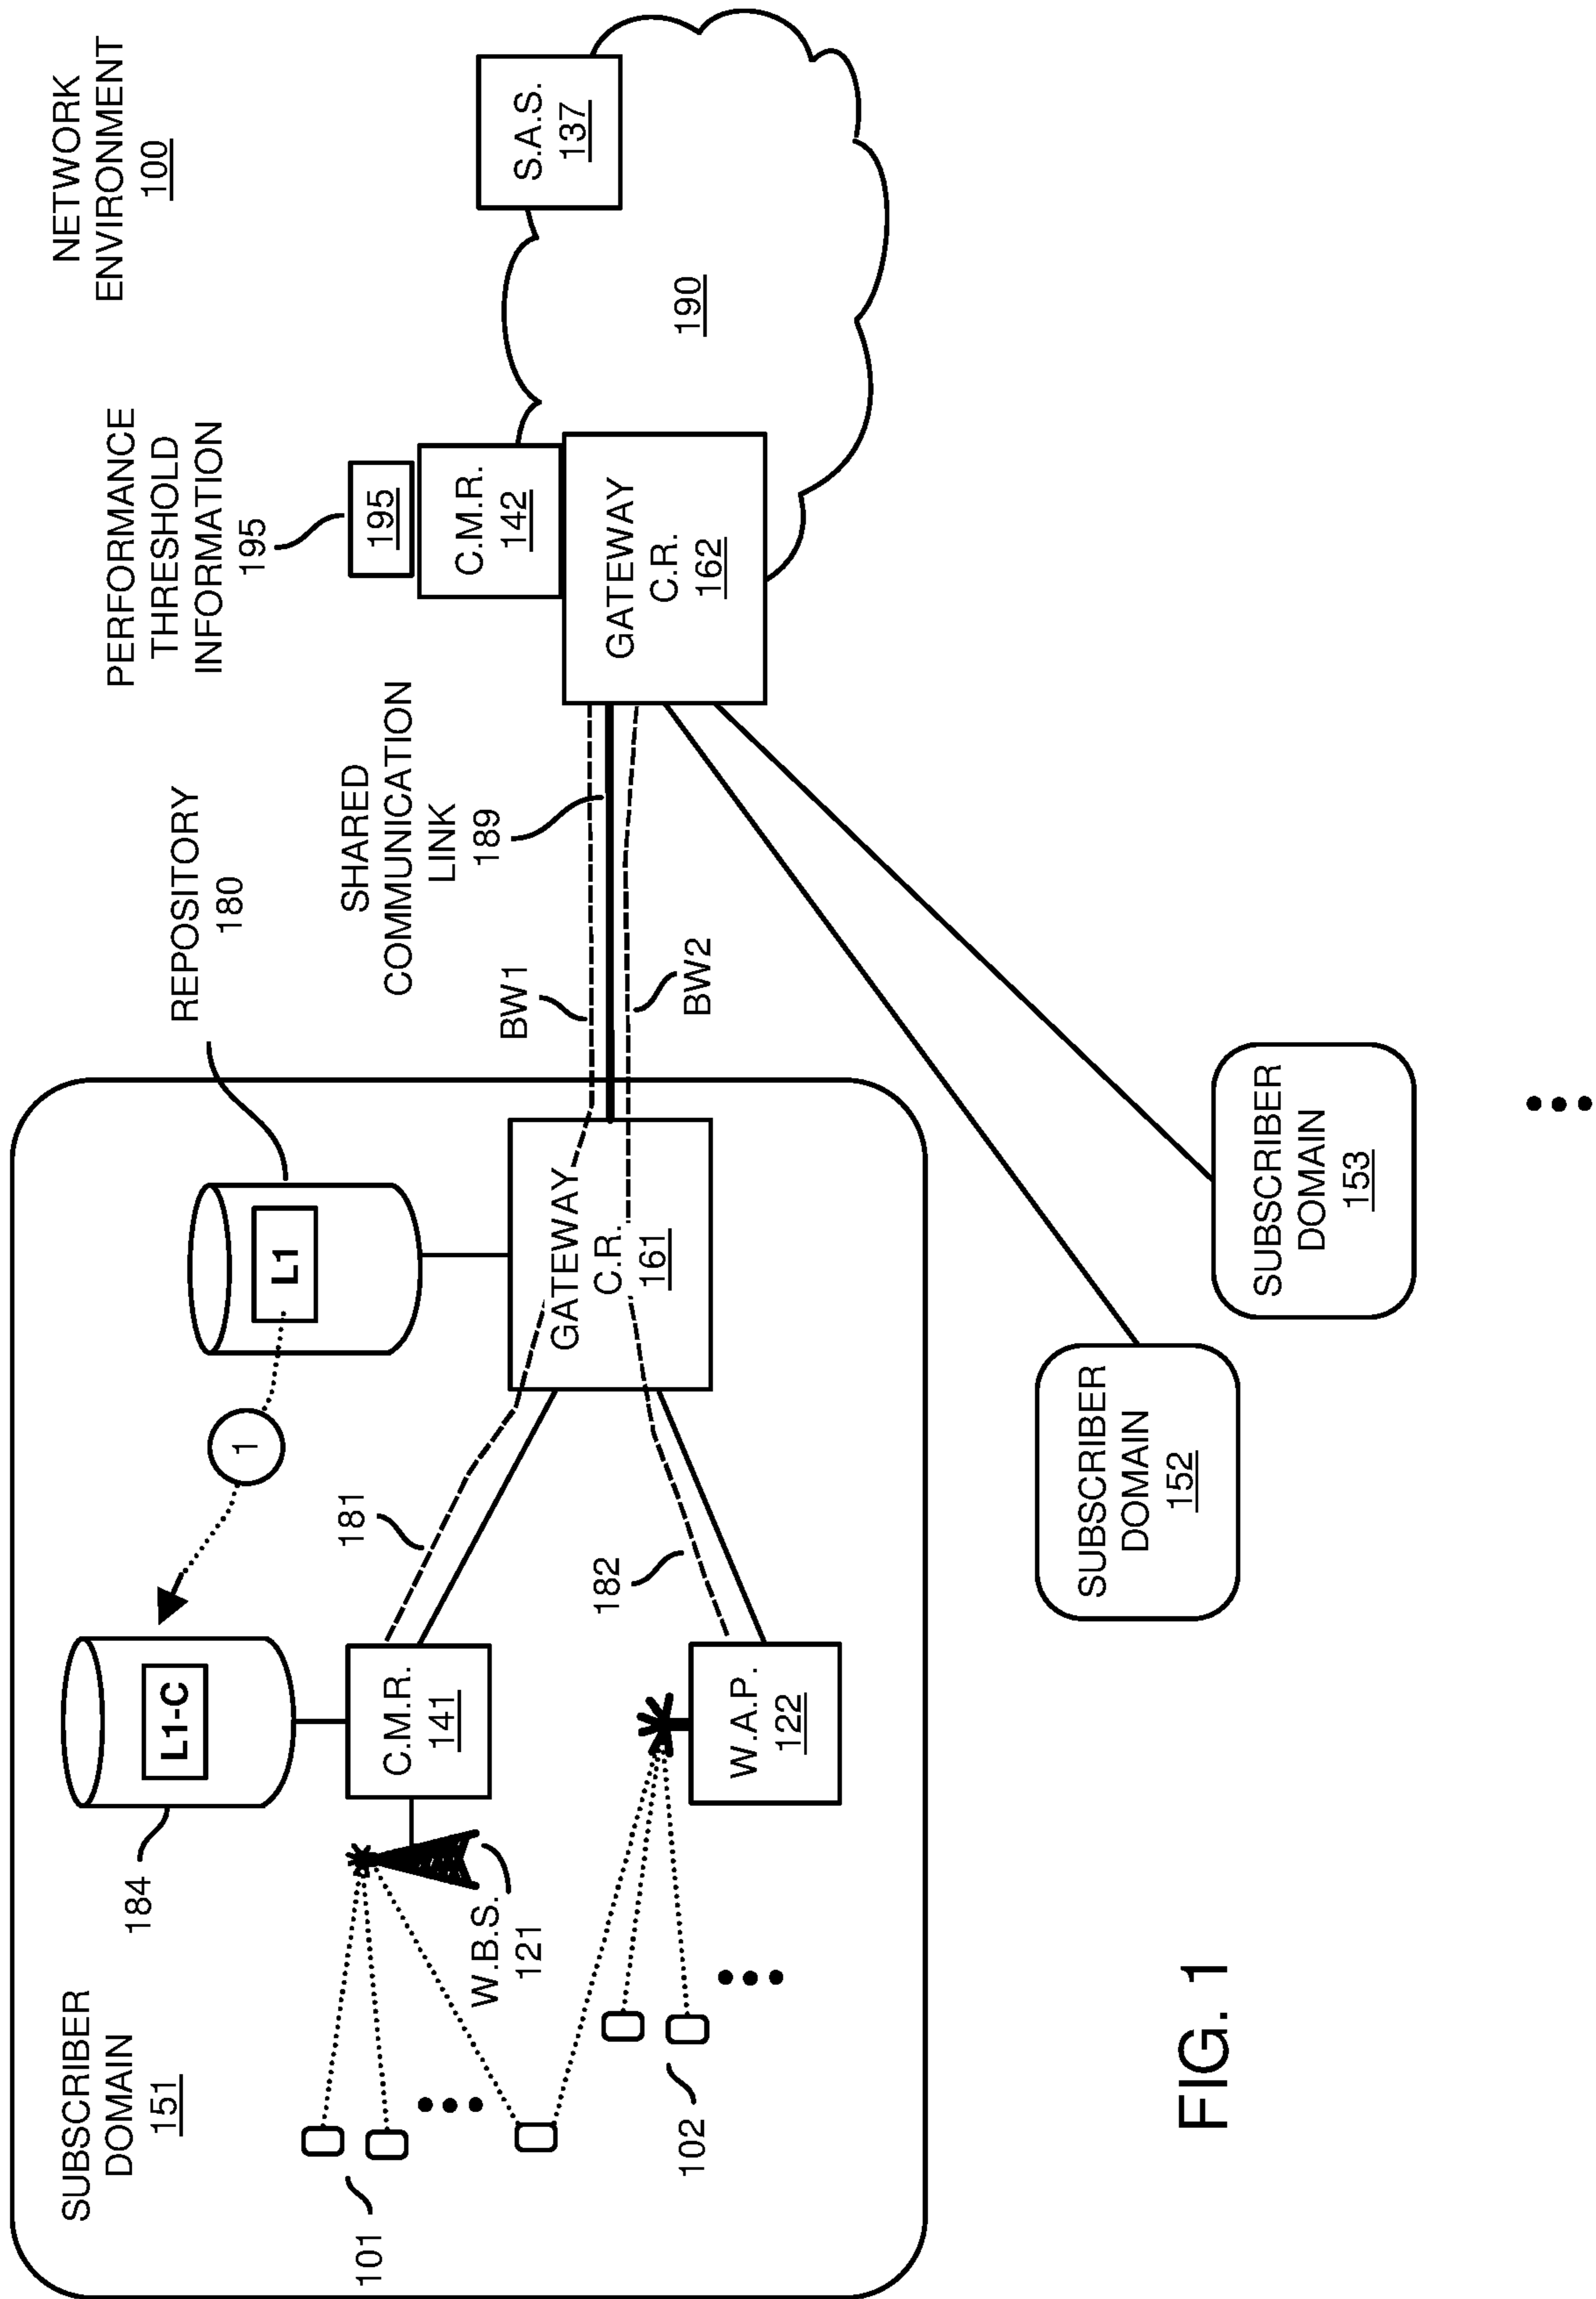 NETWORK
ENVIRONMENT
100
SUBSCRIBER
DOMAIN
151
184
L1-C
1
REPOSITORY
180
L1
PERFORMANCE
THRESHOLD
INFORMATION
195
195
C.M.R.
142
GATEWAY
C.R.
162
S.A.S.
137
190
SHARED
COMMUNICATION
LINK
189
BW1
BW2
GATEWAY
C.R.
161
181
182
C.M.R.
141
W.B.S.
121
W.A.P.
122
101
102
SUBSCRIBER
DOMAIN
152
SUBSCRIBER
DOMAIN
153
FIG. 1